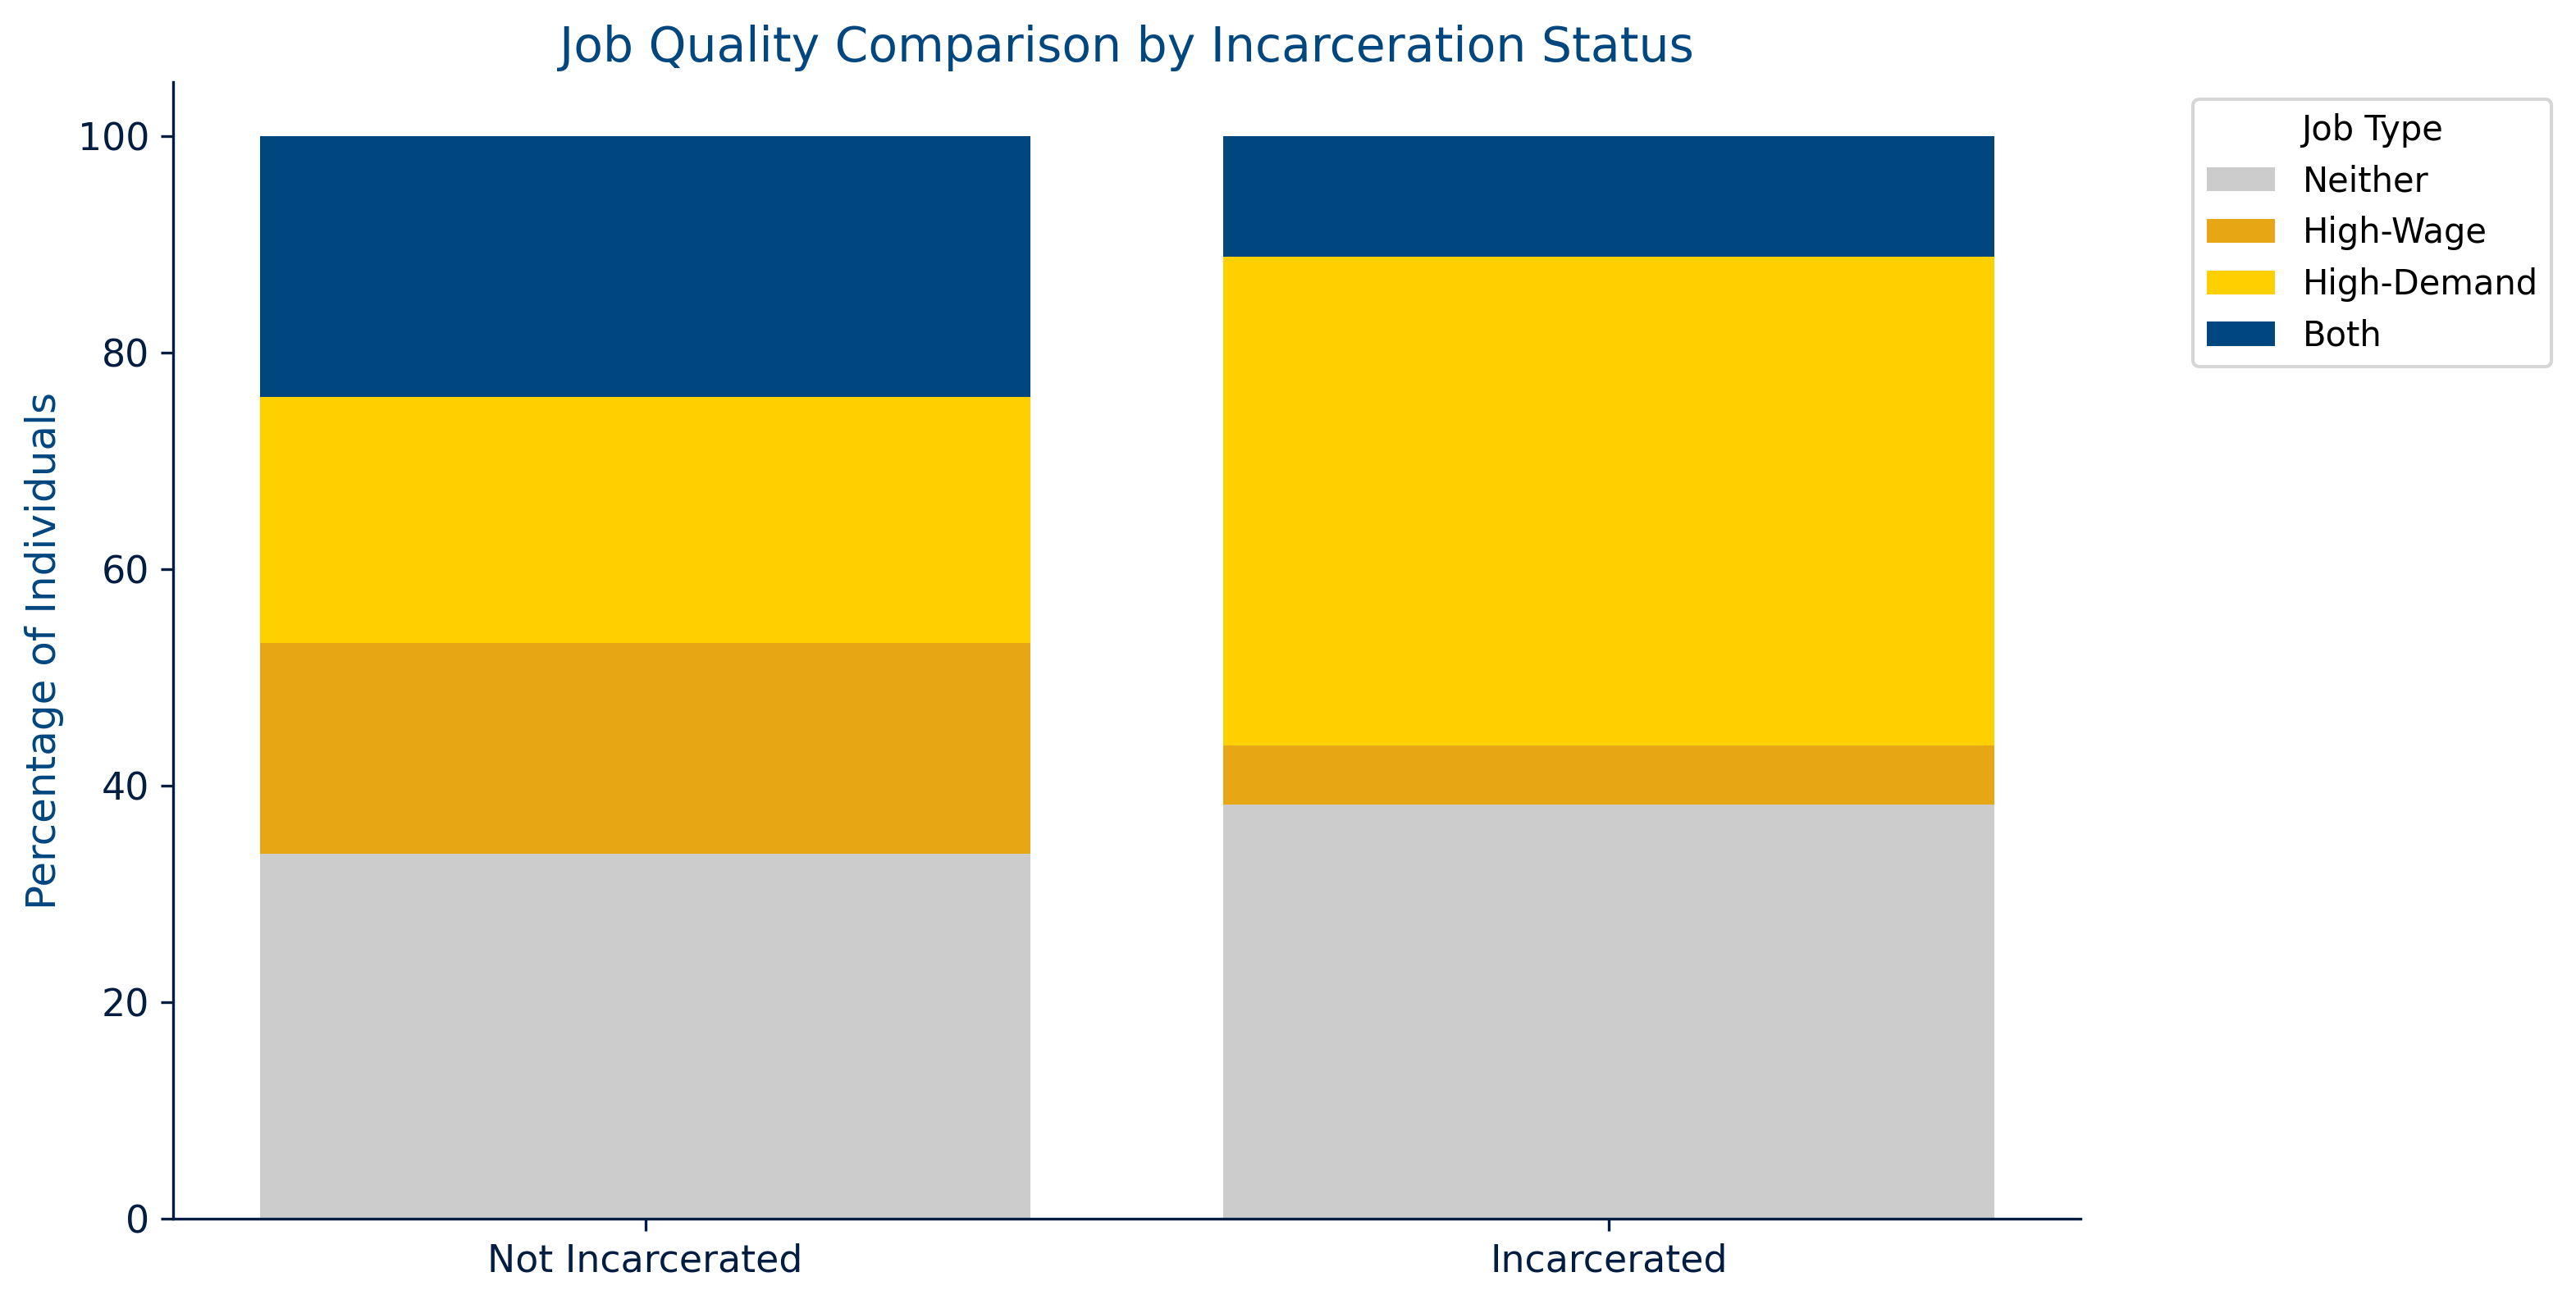 Job Quality Comparison by Incarceration Status
Percentage of Individuals
100
80
60
40
20
0
Not Incarcerated
Incarcerated
Job Type
Neither
High-Wage
High-Demand
Both